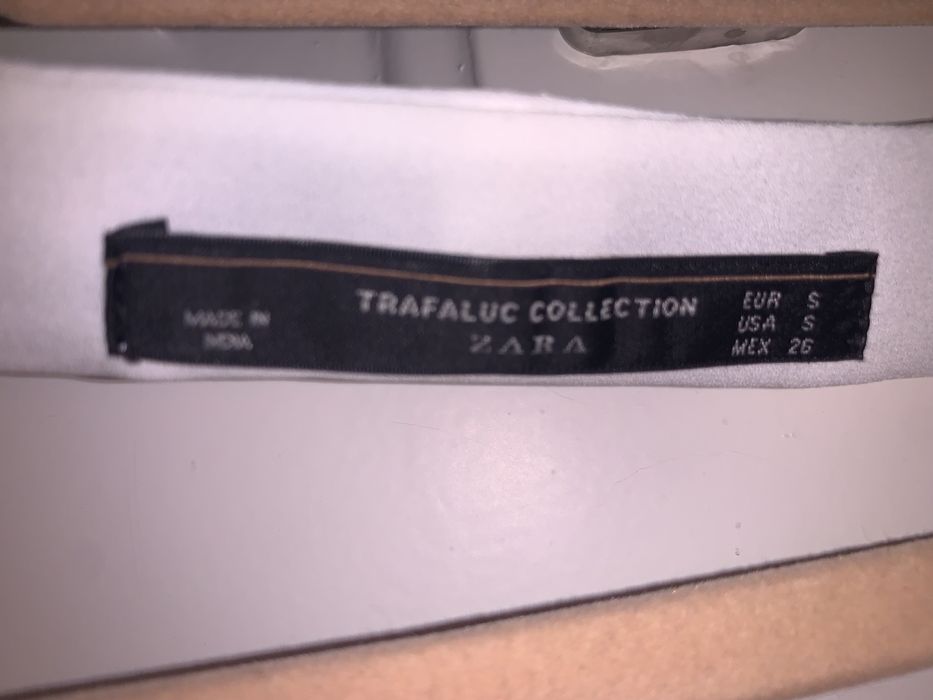 MADE IN
INDIA
TRAFALUC COLLECTION
ZARA
EUR S
USA S
MEX 26